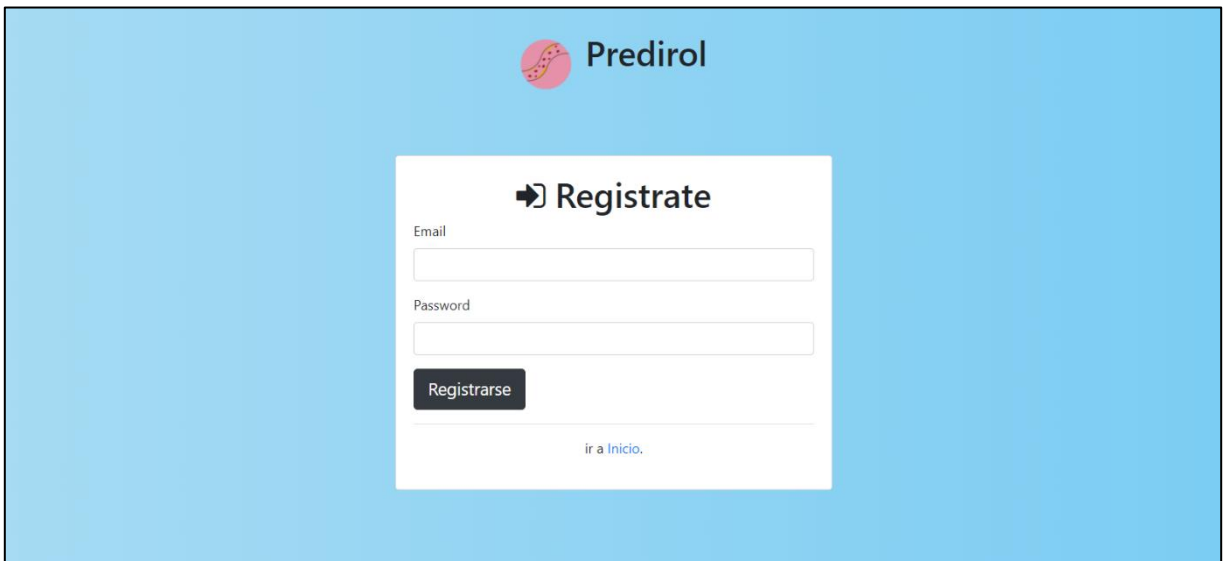 Predirol
Registrate
Email
Password
Registrarse
ir a Inicio.